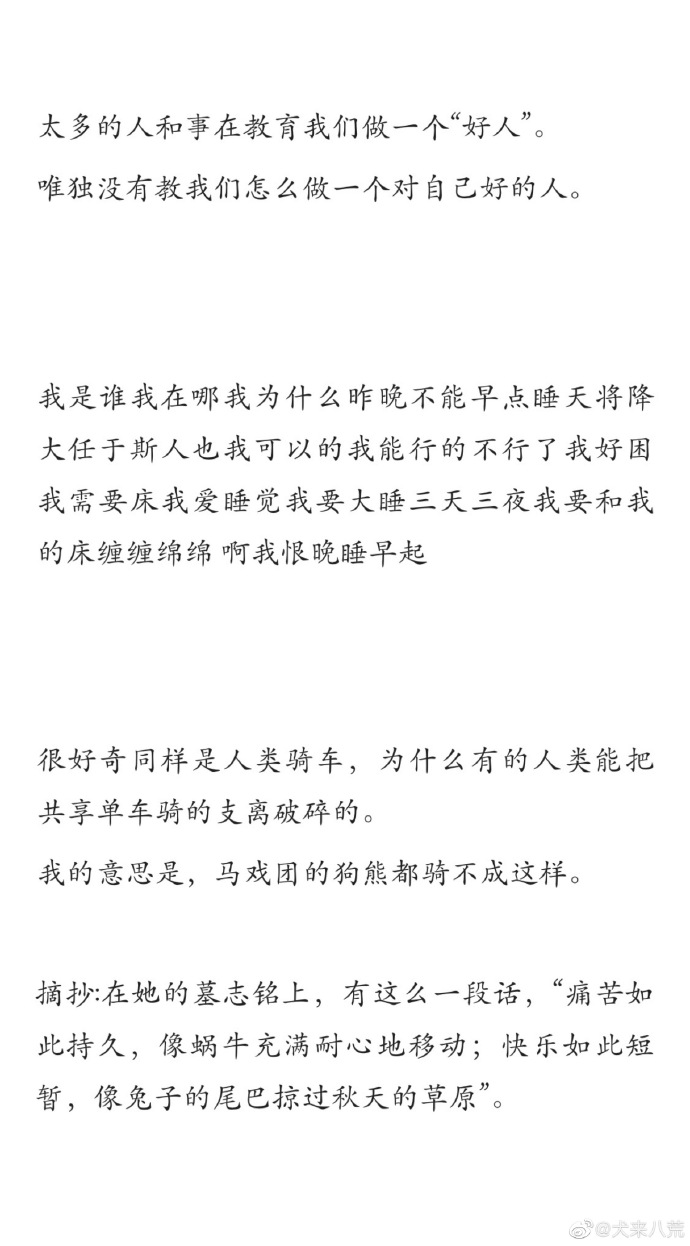 太多的人和事在教育我们做一个“好人”。
唯独没有教我们怎么做一个对自己好的人。
我是谁我在哪我为什么昨晚不能早点睡天将降
大任于斯人也我可以的我能行的不行了我好困
我需要床我爱睡觉我要大睡三天三夜我要和我
的床缠缠绵绵 啊我恨晚睡早起
很好奇同样是人类骑车，为什么有的人类能把
共享单车骑的支离破碎的。
我的意思是，马戏团的狗熊都骑不成这样。
摘抄:在她的墓志铭上，有这么一段话，“痛苦如
此持久，像蜗牛充满耐心地移动；快乐如此短
暂，像兔子的尾巴掠过秋天的草原”。
@犬来八荒